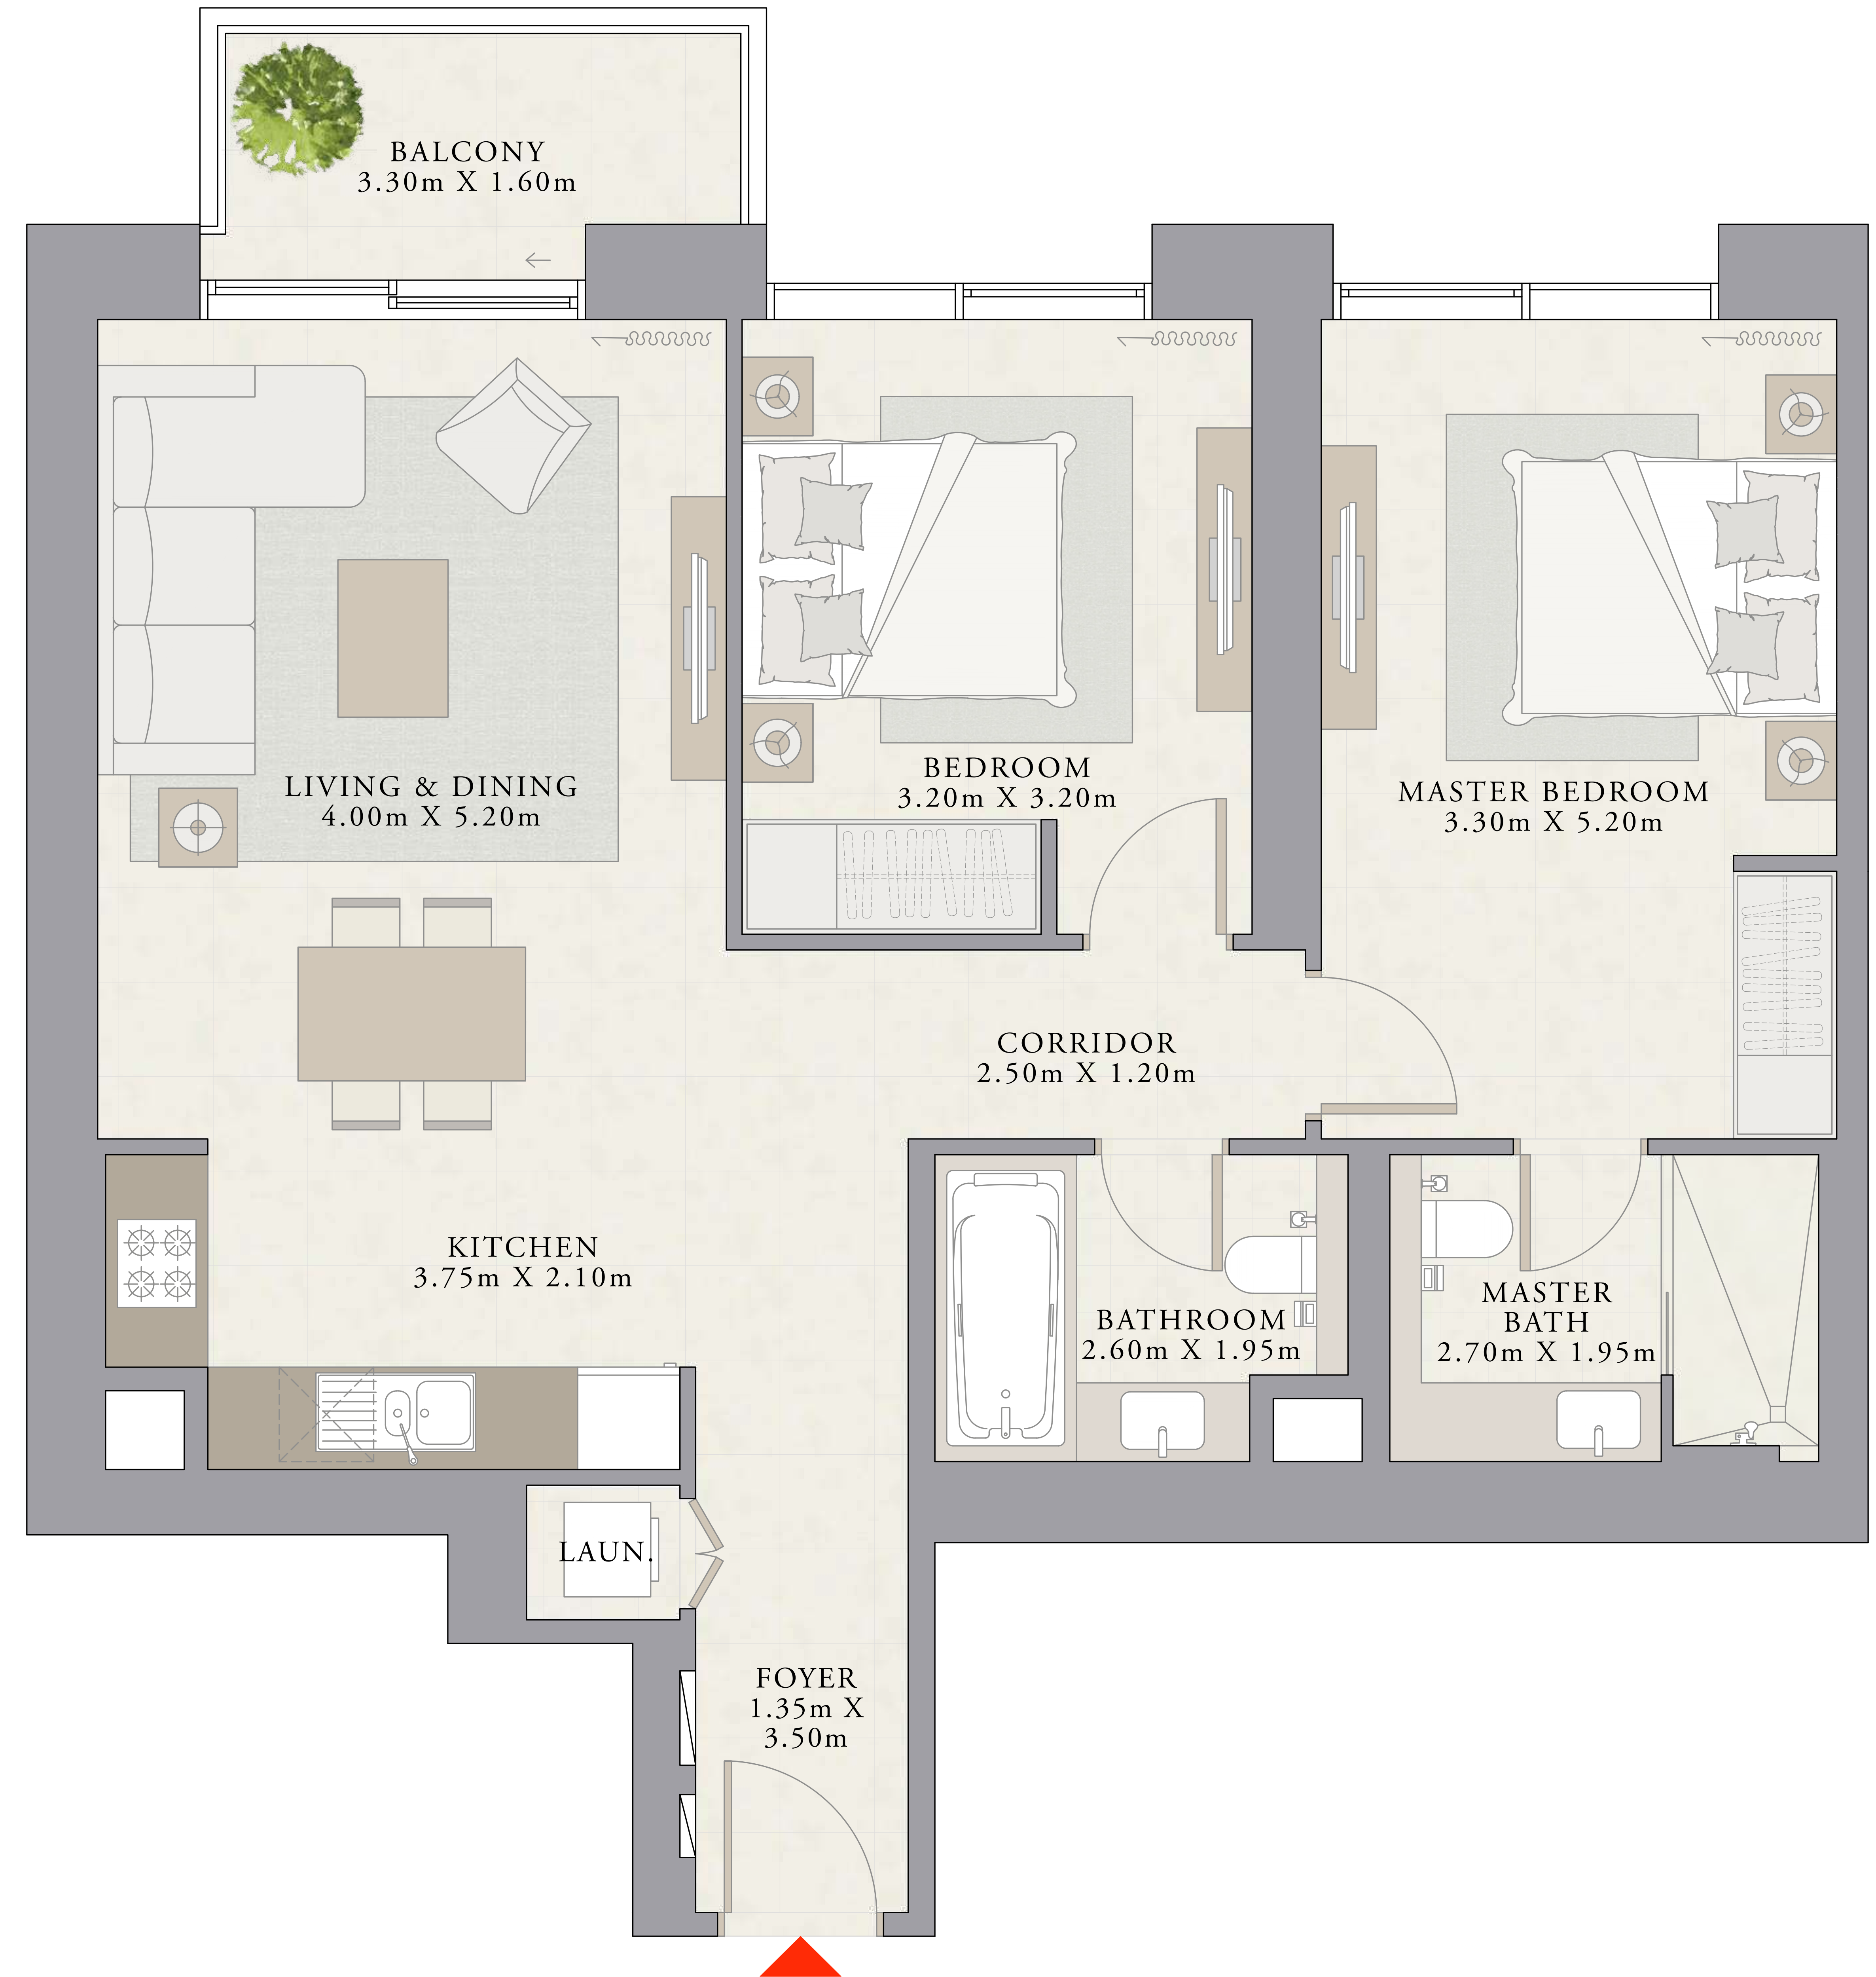 BALCONY
3.30m X 1.60m
LIVING & DINING
4.00m X 5.20m
BEDROOM
3.20m X 3.20m
MASTER BEDROOM
3.30m X 5.20m
CORRIDOR
2.50m X 1.20m
KITCHEN
3.75m X 2.10m
BATHROOM
2.60m X 1.95m
MASTER
BATH
2.70m X 1.95m
LAUN.
FOYER
1.35m X
3.50m